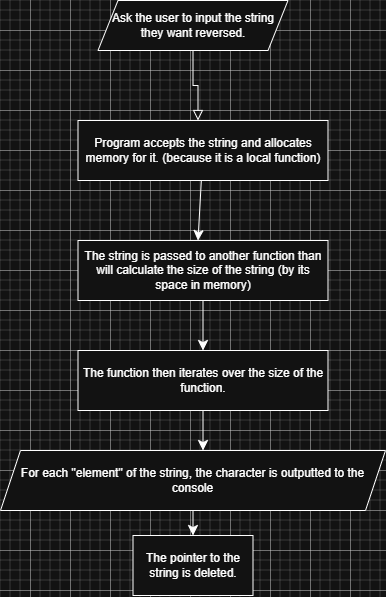 Ask the user to input the string
they want reversed.
Program accepts the string and allocates
memory for it. (because it is a local function)
The string is passed to another function than
will calculate the size of the string (by its
space in memory)
The function then iterates over the size of the
function.
For each "element" of the string, the character is outputted to the
console
The pointer to the
string is deleted.